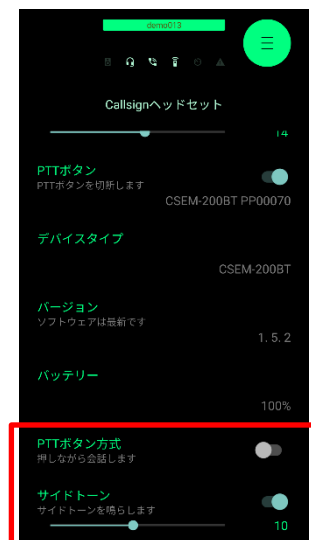 demo013
Callsignヘッドセット
14
PTTボタン
PTTボタンを切断します
CSEM-200BT PP00070
デバイスタイプ
CSEM-200BT
バージョン
ソフトウェアは最新です
1.5.2
バッテリー
100%
PTTボタン方式
押しながら会話します
サイドトーン
サイドトーンを鳴らします
10